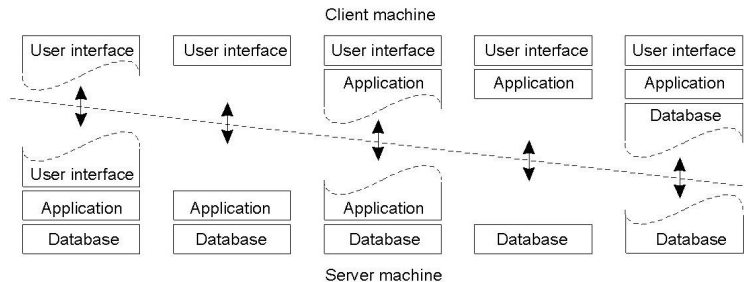 Client machine
User interface User interface User interface User interface User interface
Application Application Application
Database
User interface
Application Application Application
Database Database Database Database Database
Server machine